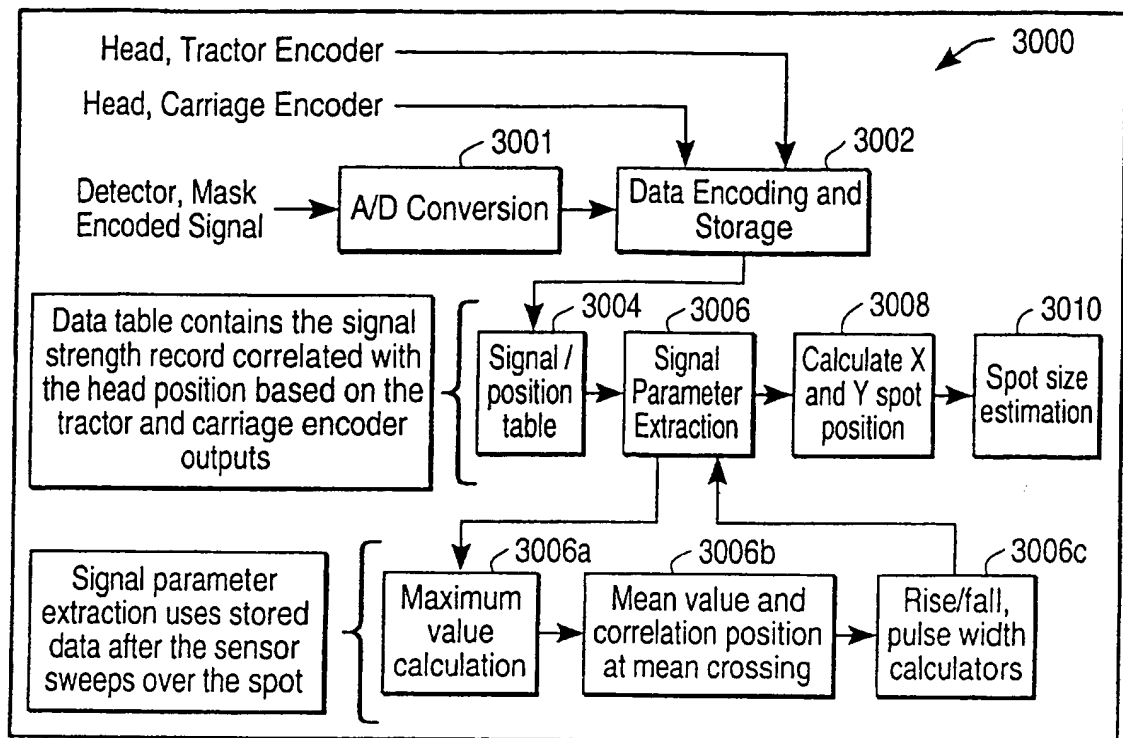 Head, Tractor Encoder
3000
Head, Carriage Encoder
3001
3002
Detector, Mask
Encoded Signal
A/D Conversion
Data Encoding and
Storage
Data table contains the signal
strength record correlated with
the head position based on the
tractor and carriage encoder
outputs
3004
Signal /
position
table
3006
Signal
Parameter
Extraction
3008
Calculate X
and Y spot
position
3010
Spot size
estimation
Signal parameter
extraction uses stored
data after the sensor
sweeps over the spot
3006a
Maximum
value
calculation
3006b
Mean value and
correlation position
at mean crossing
3006c
Rise/fall,
pulse width
calculators